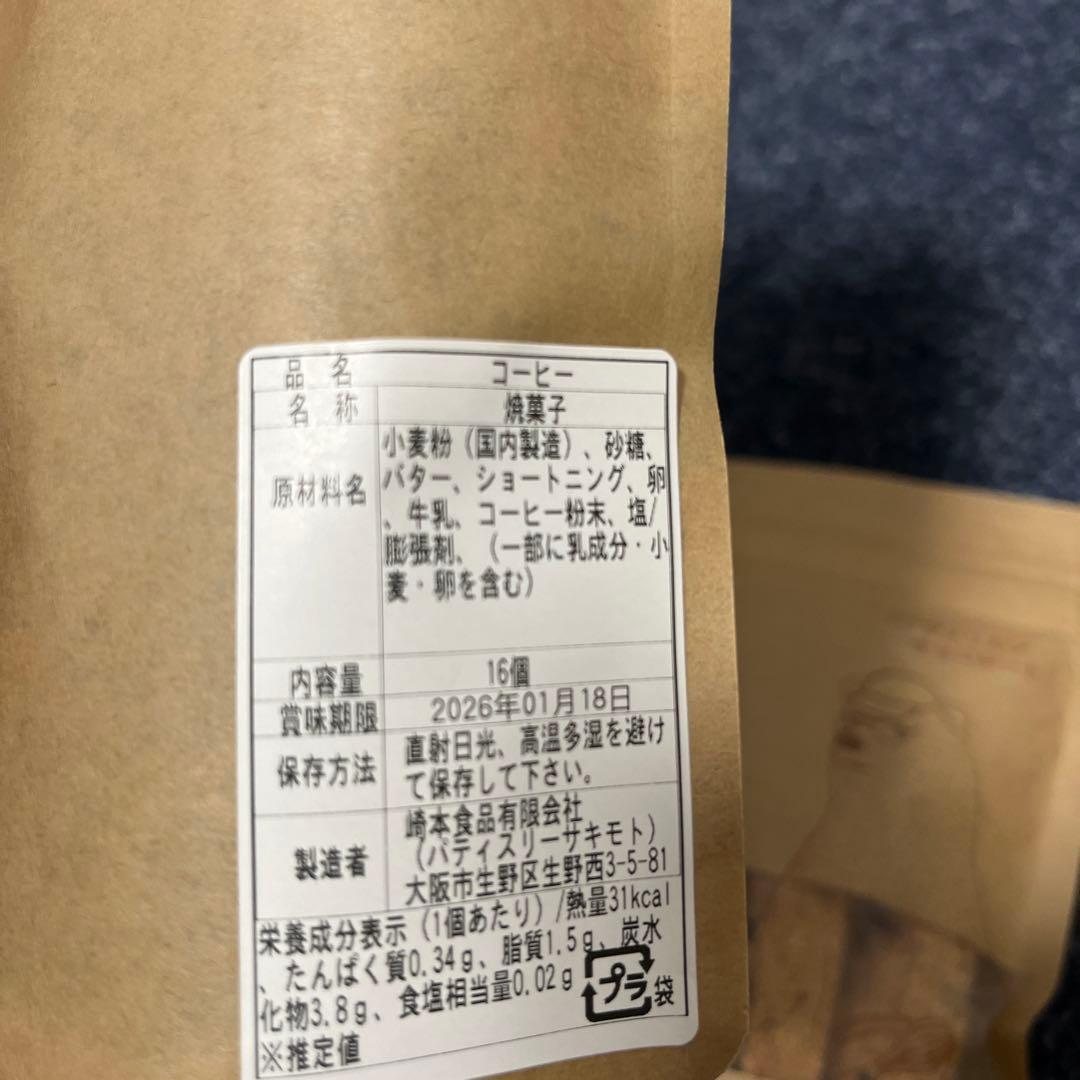 品 名 コーヒー
名 称 焼菓子
原材料名
小麦粉（国内製造）、砂糖、
バター、ショートニング、卵
、牛乳、コーヒー粉末、塩/
膨張剤、（一部に乳成分・小
麦・卵を含む）
内容量 16個
賞味期限 2026年01月18日
保存方法
直射日光、高温多湿を避け
て保存して下さい。
製造者
崎本食品有限会社
（パティスリーサキモト）
大阪市生野区生野西3-5-81
栄養成分表示（1個あたり）/熱量31kcal
、たんぱく質0.34g、脂質1.5g、炭水
化物3.8g、食塩相当量0.02g
※推定値
プラ 袋